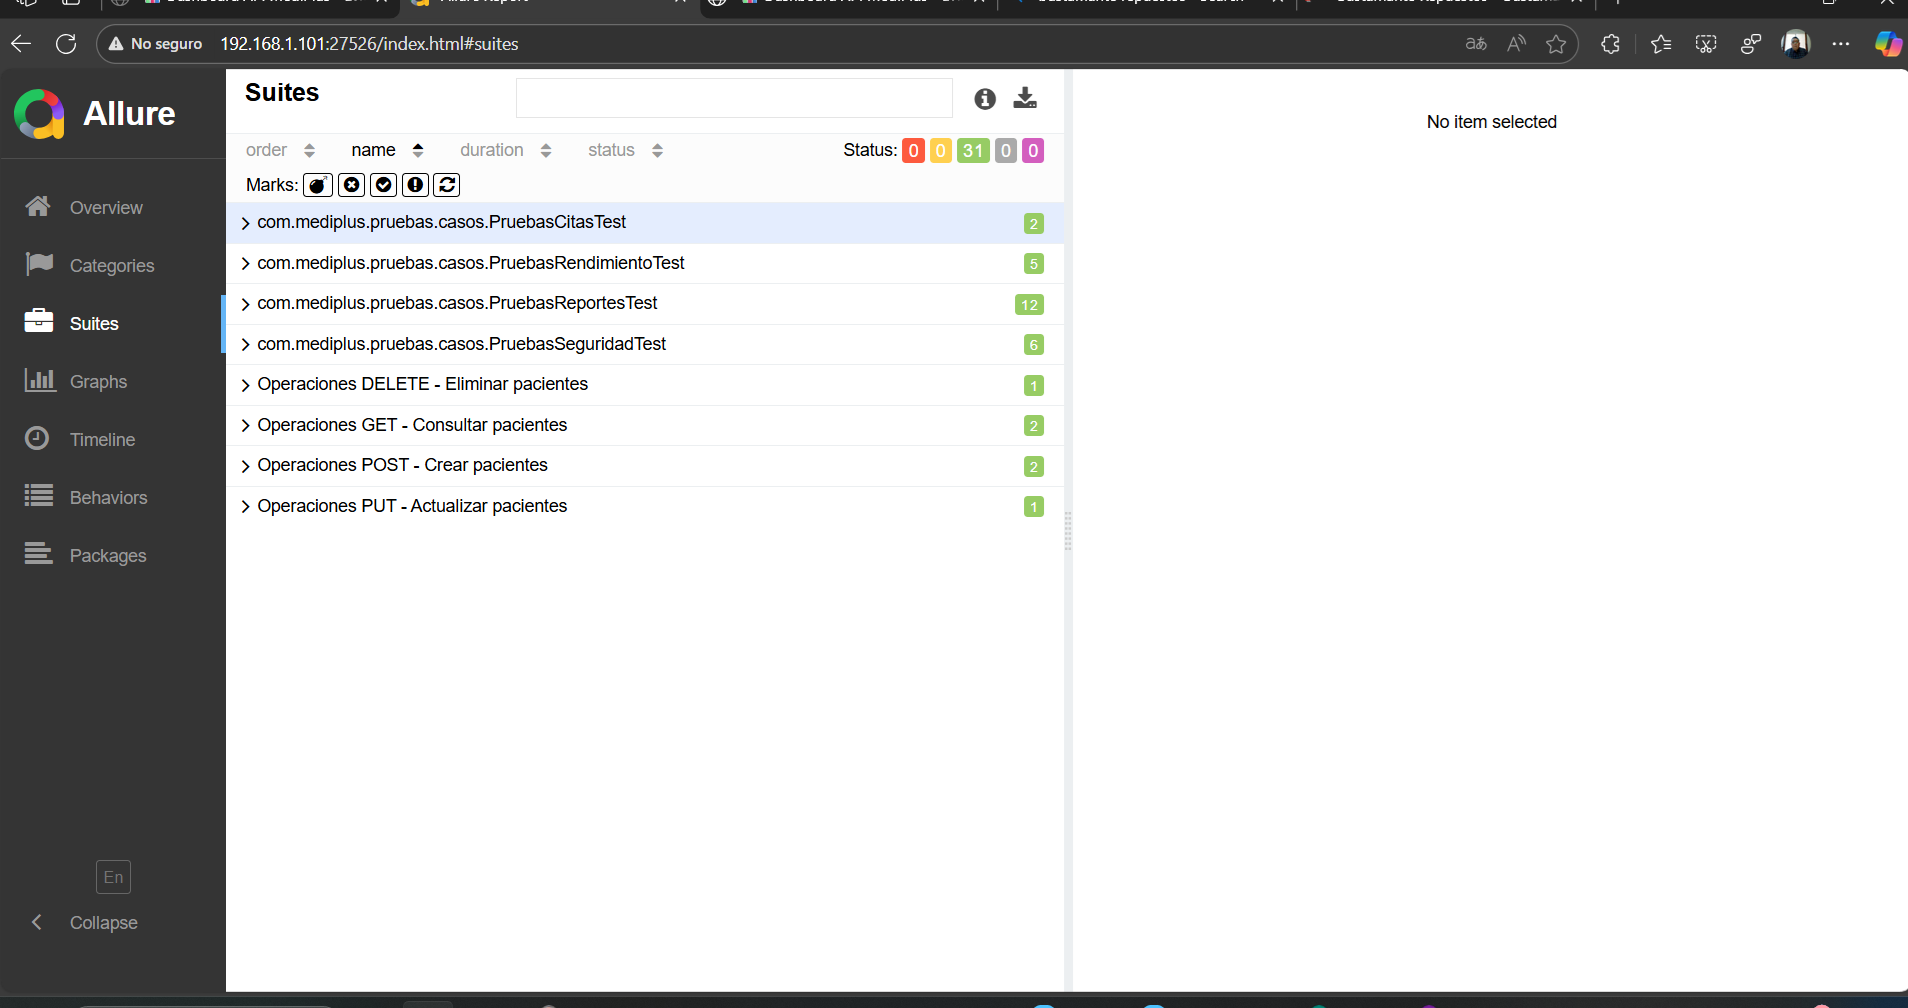 No seguro 192.168.1.101:27526/index.html#suites
Allure
Overview
Categories
Suites
Graphs
Timeline
Behaviors
Packages
En
Collapse
Suites
order name duration status Status: 0 0 31 0 0
Marks:
com.mediplus.pruebas.casos.PruebasCitasTest 2
com.mediplus.pruebas.casos.PruebasRendimientoTest 5
com.mediplus.pruebas.casos.PruebasReportesTest 12
com.mediplus.pruebas.casos.PruebasSeguridadTest 6
Operaciones DELETE - Eliminar pacientes 1
Operaciones GET - Consultar pacientes 2
Operaciones POST - Crear pacientes 2
Operaciones PUT - Actualizar pacientes 1
No item selected